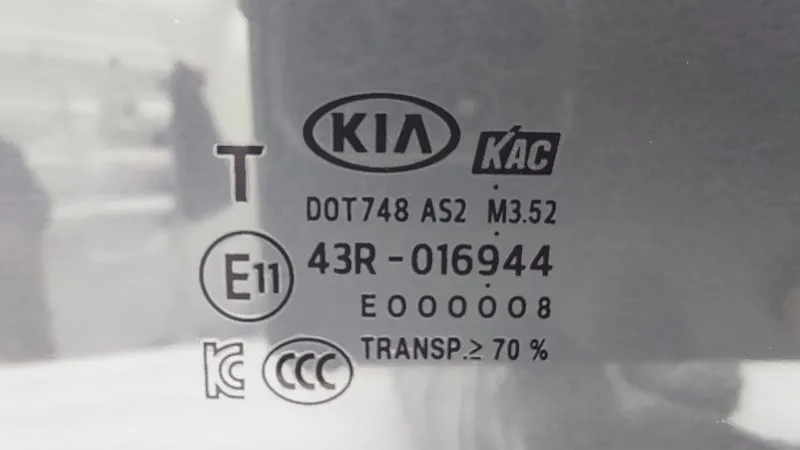 KIA KAC
T
DOT748 AS2 M3.52
E11 43R-016944
E000008
KC CCC TRANSP.≥ 70 %